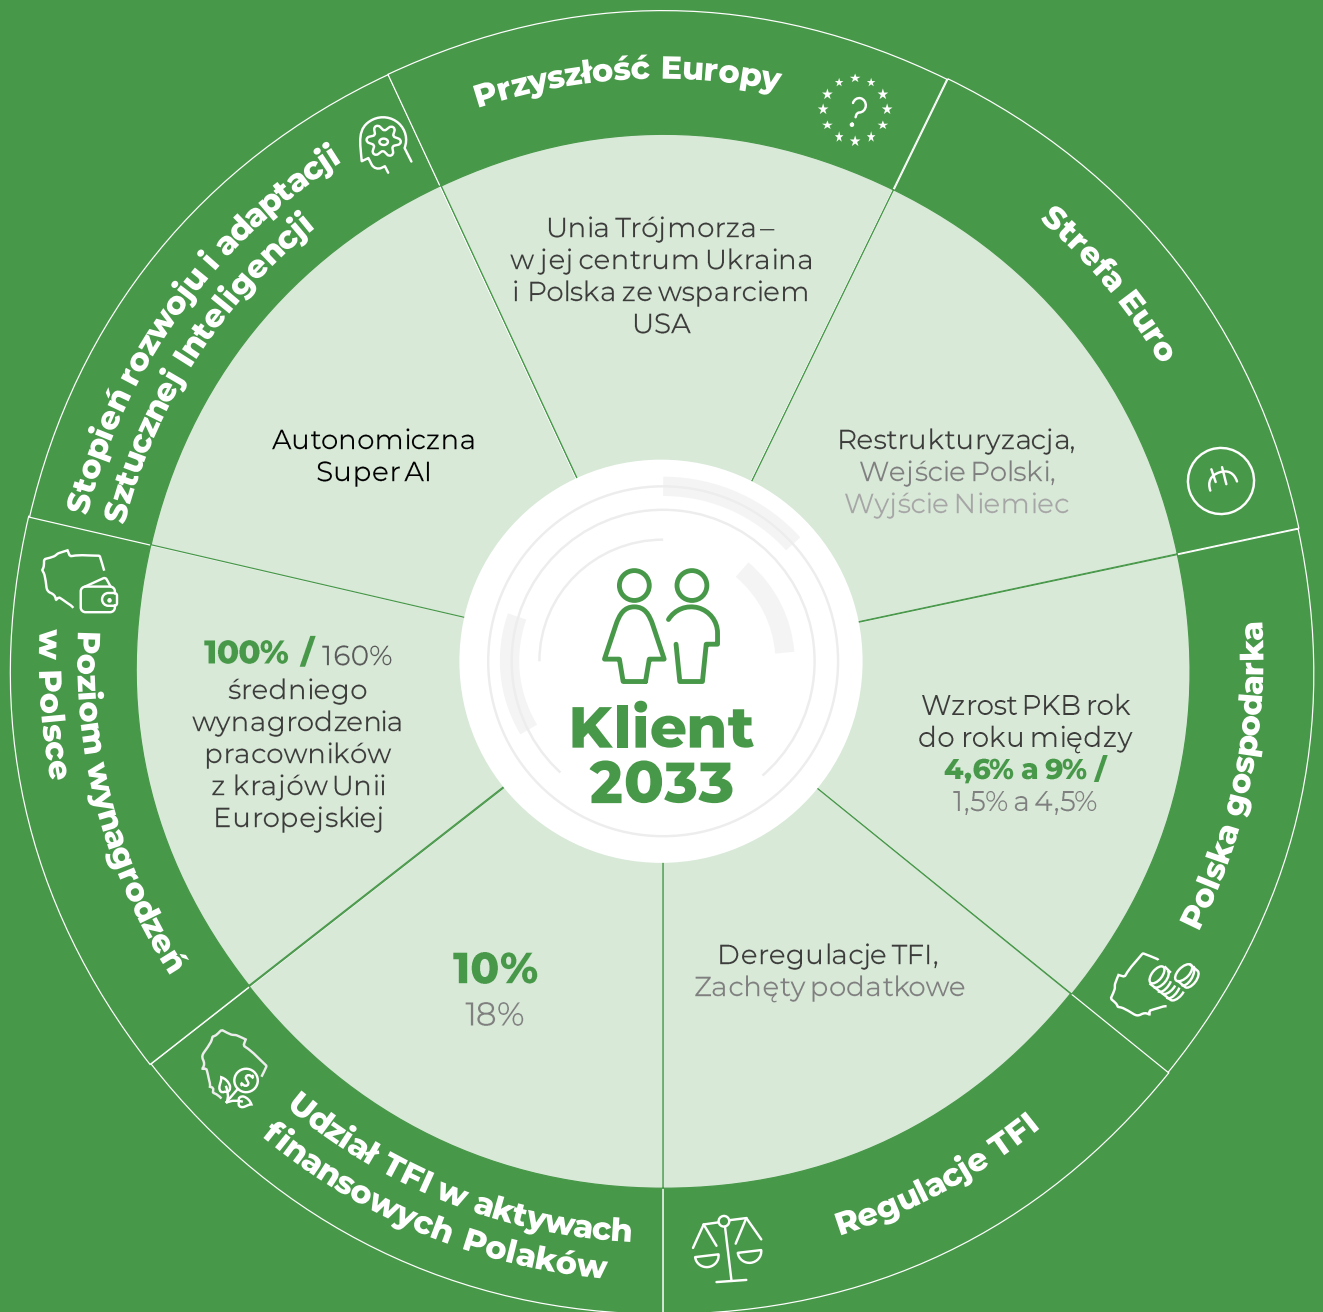 Przyszłość Europy
?
Unia Trójmorza –
w jej centrum Ukraina
i Polska ze wsparciem
USA
Strefa Euro
Restrukturyzacja,
Wejście Polski,
Wyjście Niemiec
Polska gospodarka
Wzrost PKB rok
do roku między
4,6% a 9% /
1,5% a 4,5%
Regulacje TFI
Deregulacje TFI,
Zachęty podatkowe
Udział TFI w aktywach
finansowych Polaków
$
10%
18%
Poziom wynagrodzeń
w Polsce
100% / 160%
średniego
wynagrodzenia
pracowników
z krajów Unii
Europejskiej
Stopień rozwoju i adaptacji
Sztucznej Inteligencji
Autonomiczna
Super AI
Klient
2033